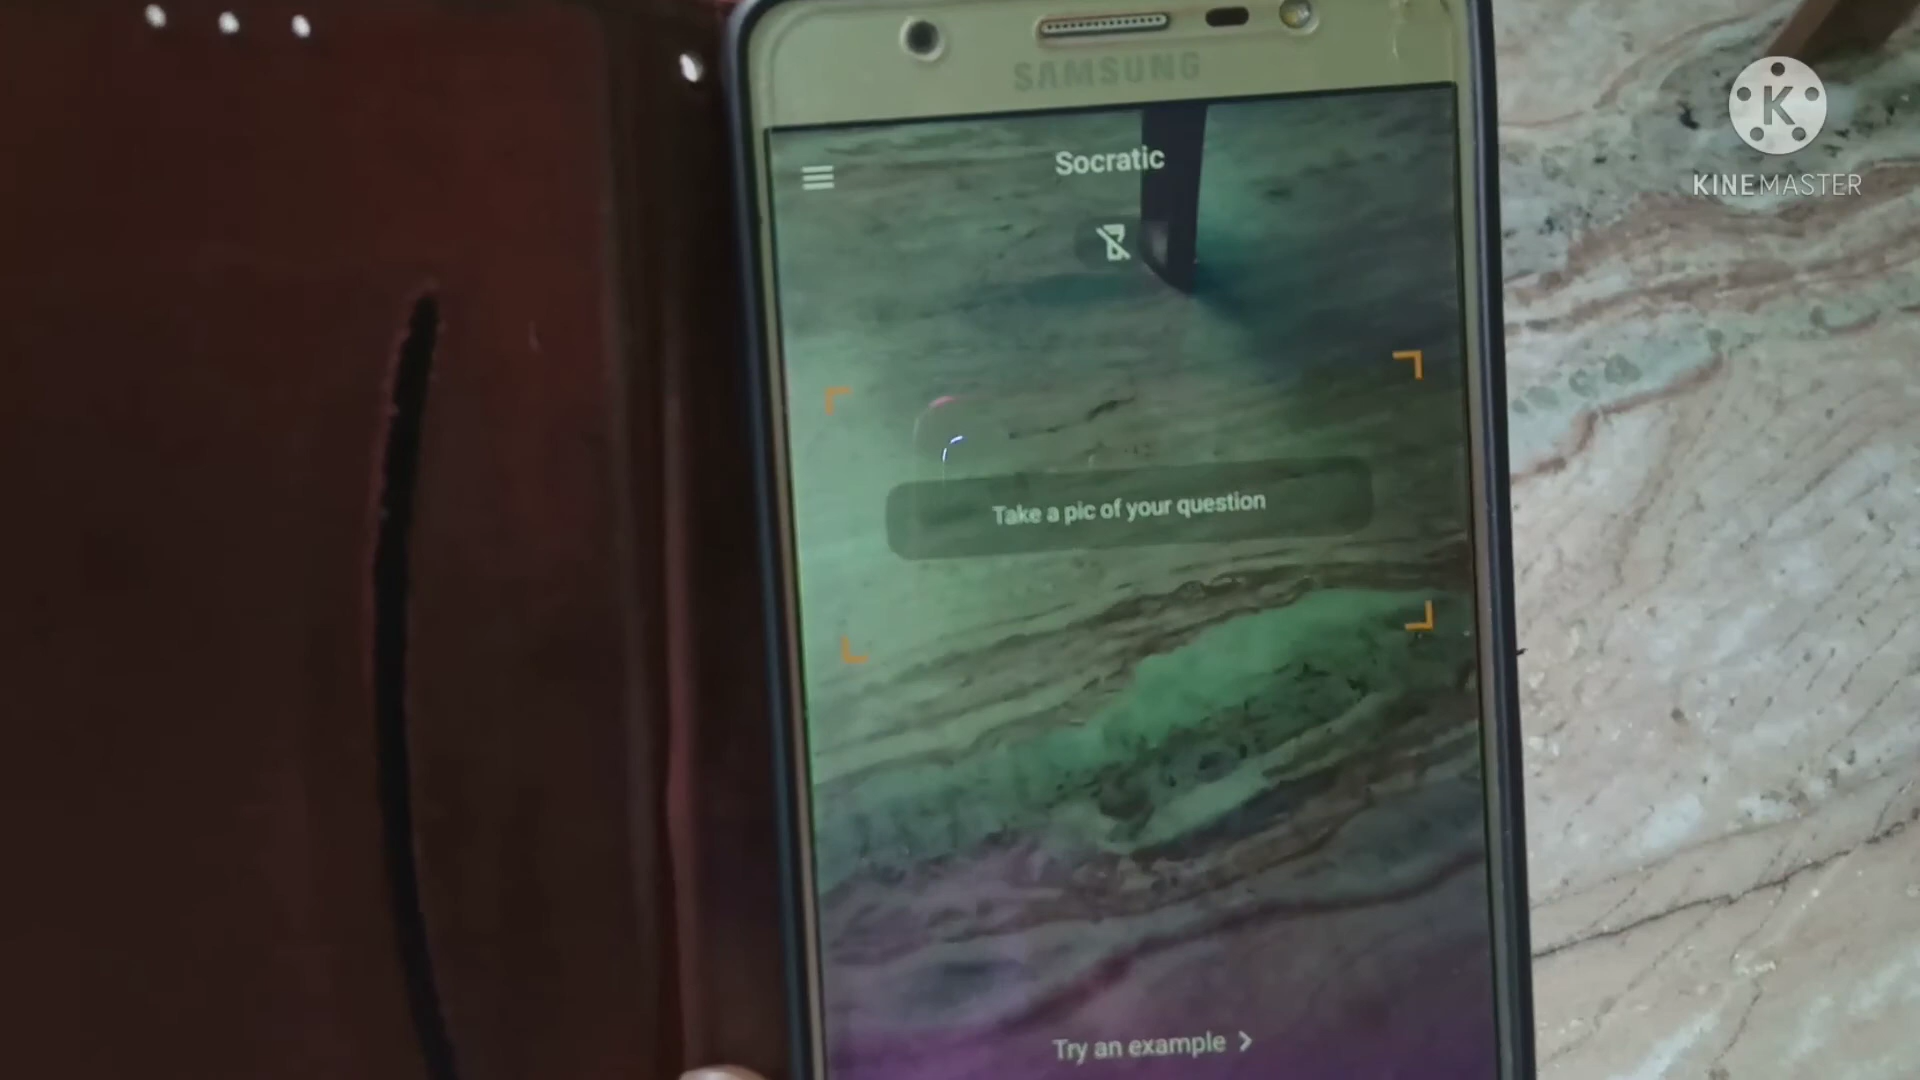 SAMSUNG
K
KINEMASTER
Socratic
Take a pic of your question
Try an example >